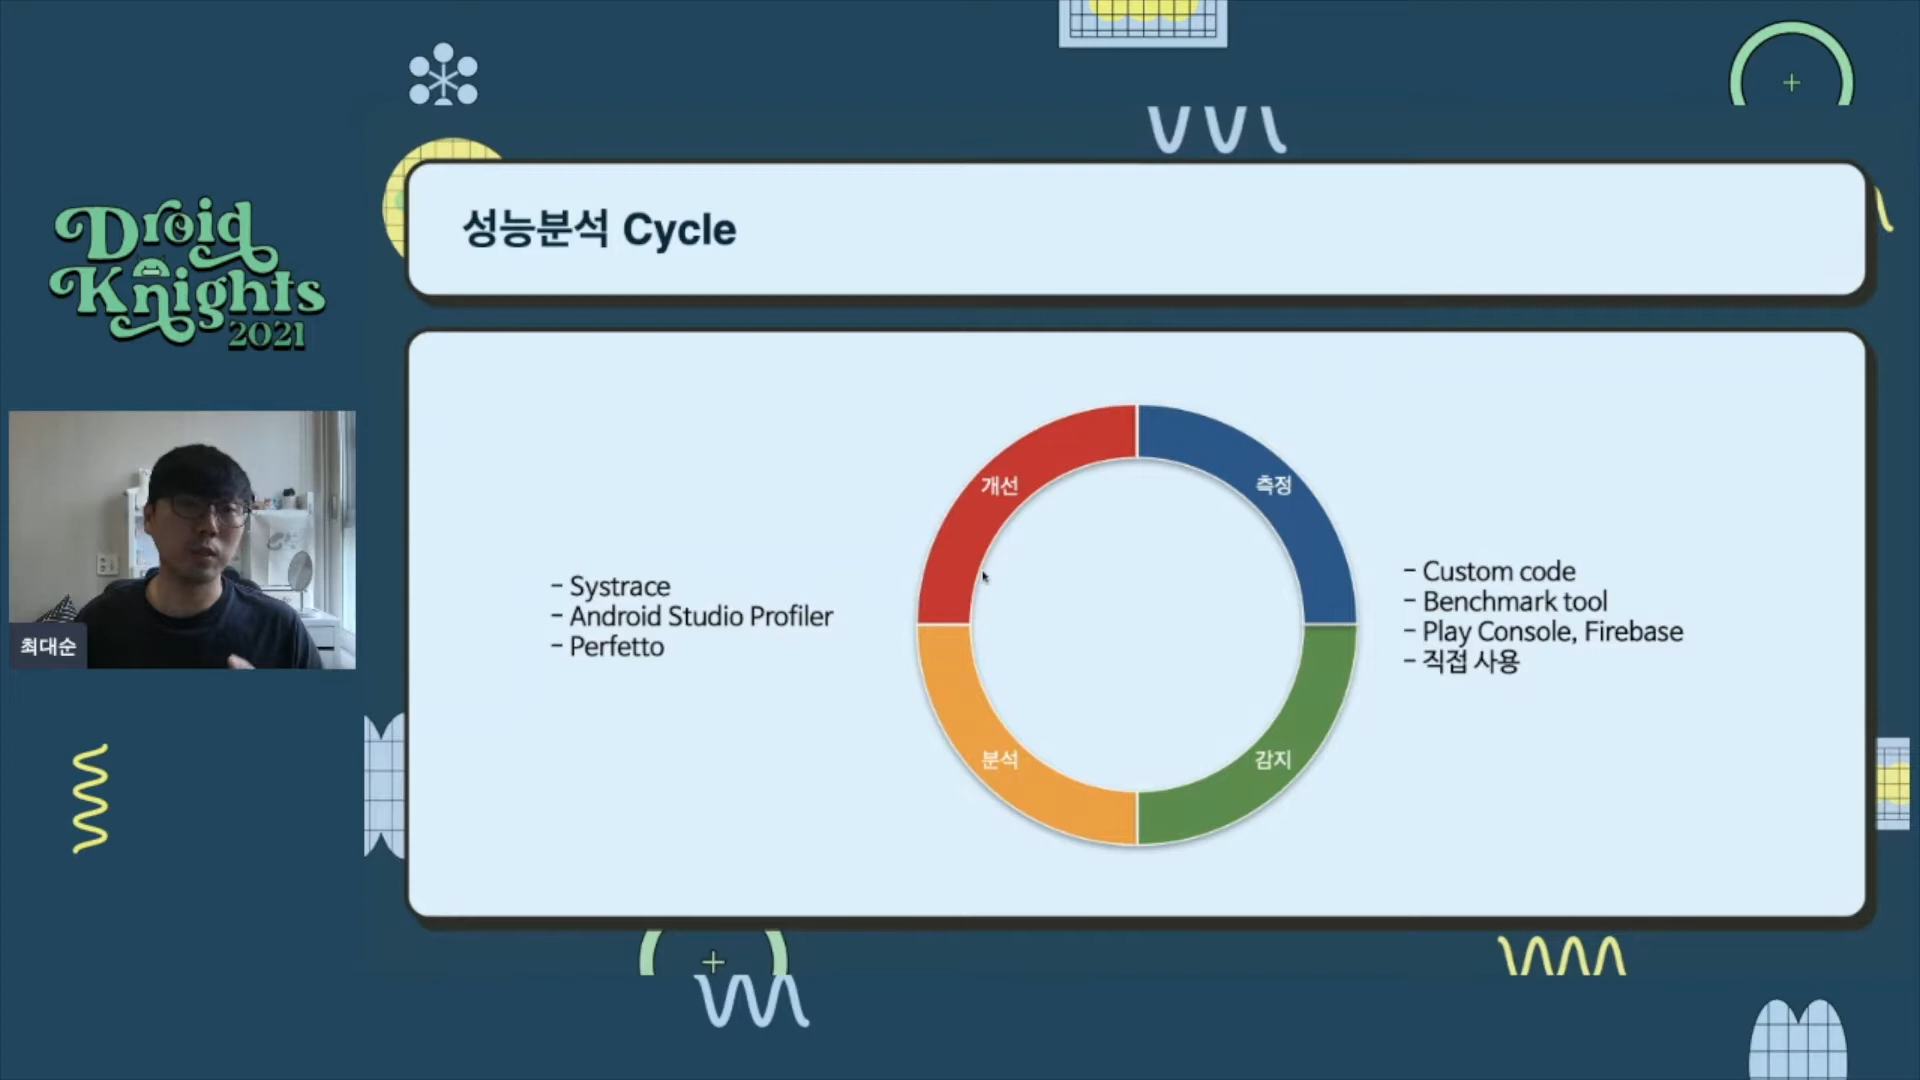 Droid
Knights
2021
최대순
성능분석 Cycle
개선
측정
- Systrace
- Android Studio Profiler
- Perfetto
- Custom code
- Benchmark tool
- Play Console, Firebase
- 직접 사용
분석
감지